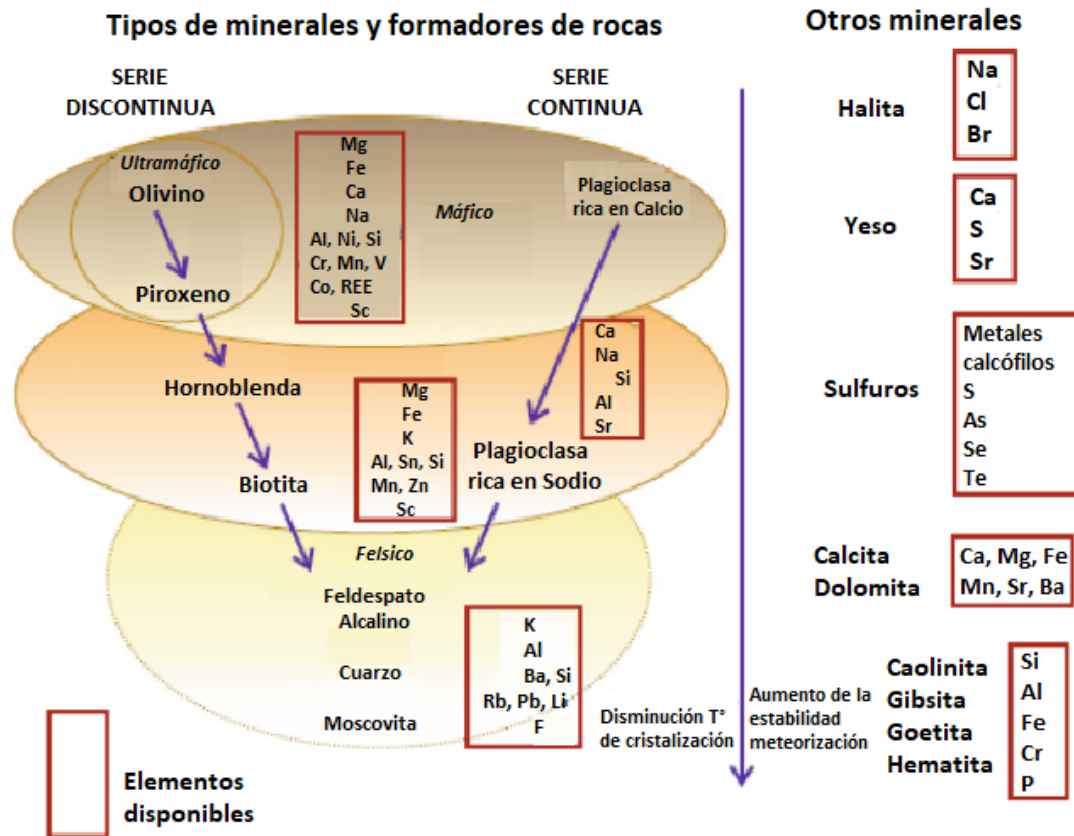 Tipos de minerales y formadores de rocas
Otros minerales
SERIE
DISCONTINUA
SERIE
CONTINUA
Ultramáfico
Olivino
Piroxeno
Mg
Fe
Ca
Na
Al, Ni, Si
Cr, Mn, V
Co, REE
Sc
Máfico
Plagioclasa
rica en Calcio
Hornoblenda
Biotita
Mg
Fe
K
Al, Sn, Si
Mn, Zn
Sc
Ca
Na
Si
Al
Sr
Plagioclasa
rica en Sodio
Felsico
Feldespato
Alcalino
Cuarzo
Moscovita
K
Al
Ba, Si
Rb, Pb, Li
F
Disminución T°
de cristalización
Aumento de la
estabilidad
meteorización
Elementos
disponibles
Halita
Na
Cl
Br
Yeso
Ca
S
Sr
Sulfuros
Metales
calcófilos
S
As
Se
Te
Calcita
Dolomita
Ca, Mg, Fe
Mn, Sr, Ba
Caolinita
Gibsita
Goetita
Hematita
Si
Al
Fe
Cr
P